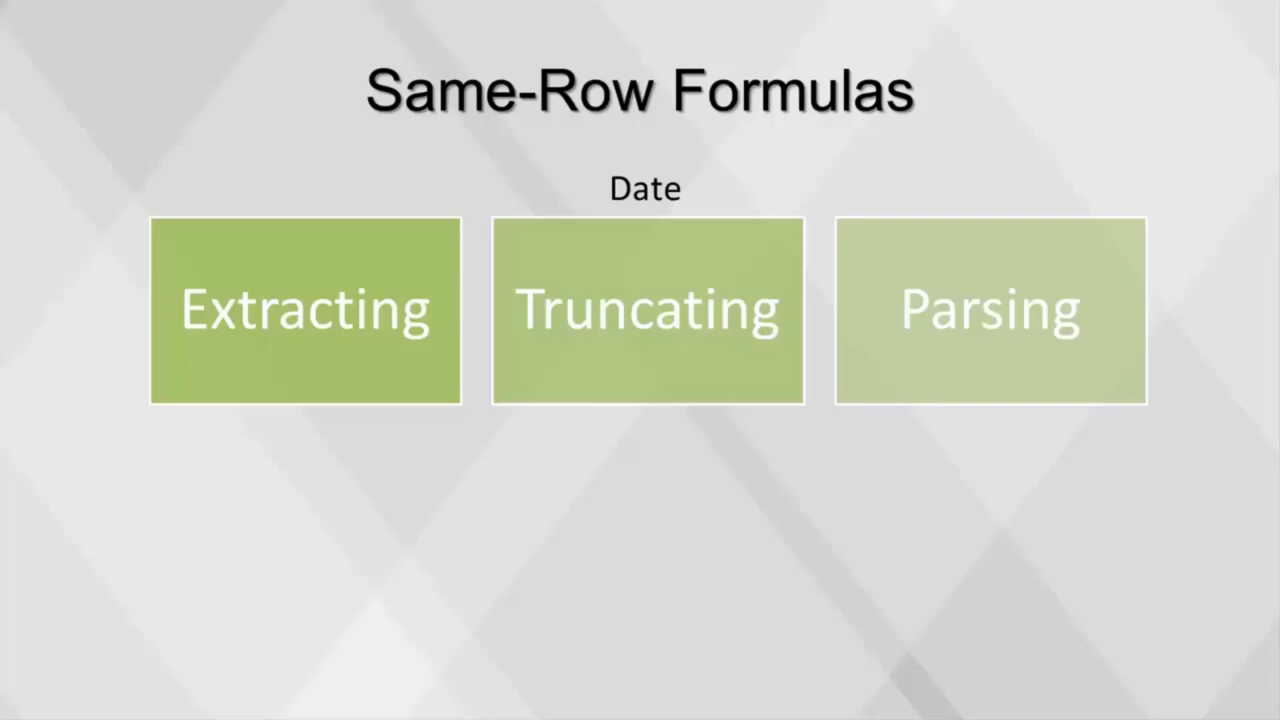 Same-Row Formulas
Date
Extracting
Truncating
Parsing